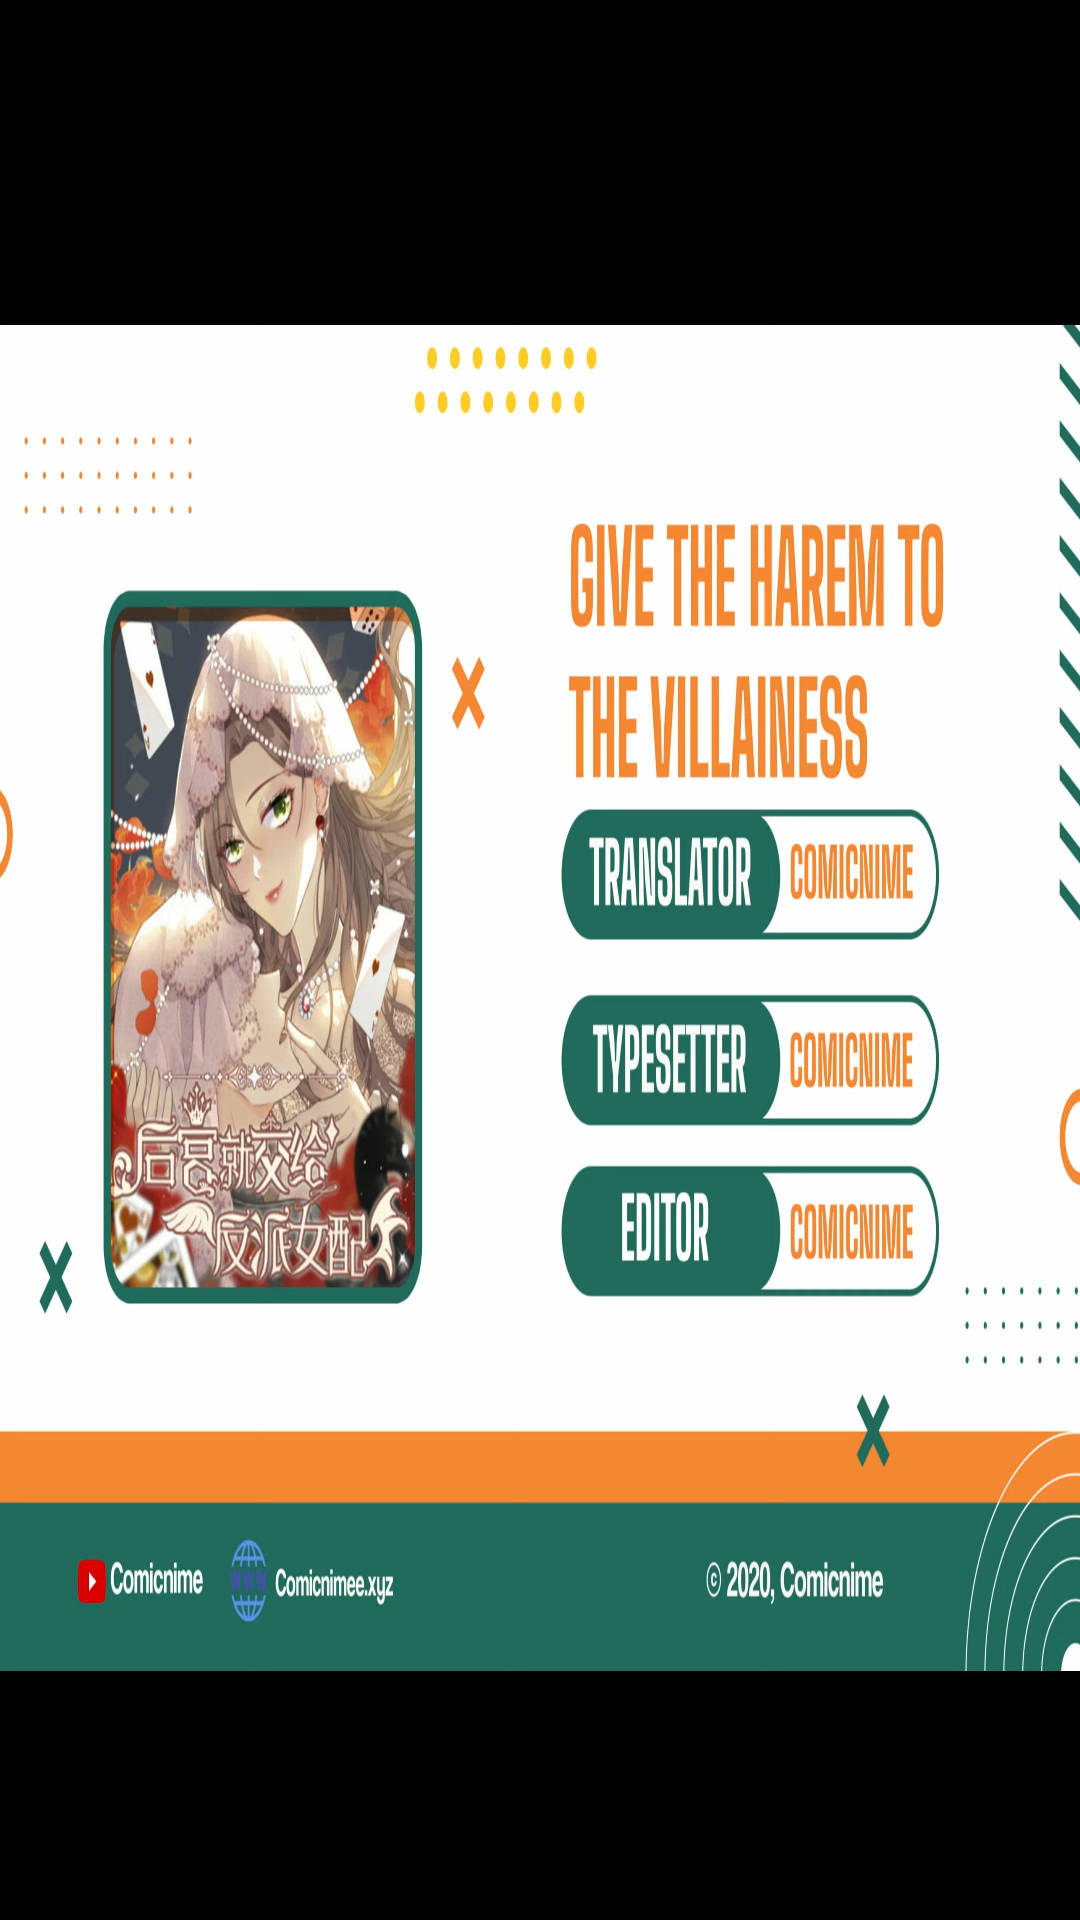 GIVE THE HAREM TO
THE VILLAINESS
TRANSLATOR COMICNIME
TYPESETTER COMICNIME
EDITOR COMICNIME
后宫就交给
反派女配
Comicnime
WWW
Comicnimee.xyz
© 2020, Comicnime